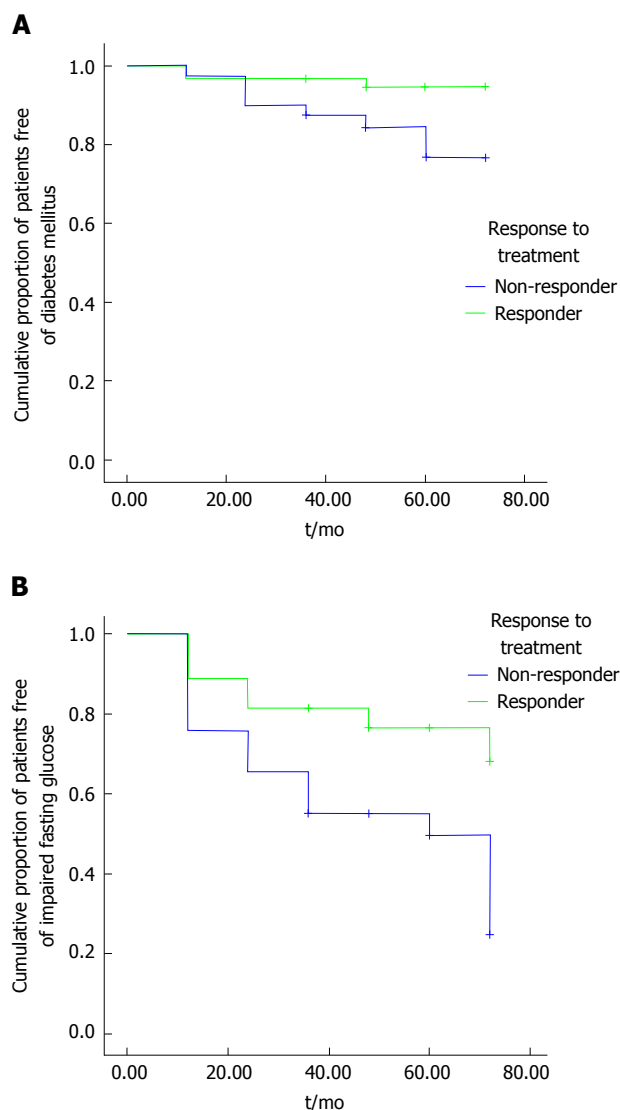 A
Cumulative proportion of patients free
of diabetes mellitus
1.0
0.8
0.6
0.4
0.2
0.0
0.00 20.00 40.00 60.00 80.00
t/mo
Response to
treatment
Non-responder
Responder
B
Cumulative proportion of patients free
of impaired fasting glucose
1.0
0.8
0.6
0.4
0.2
0.0
0.00 20.00 40.00 60.00 80.00
t/mo
Response to
treatment
Non-responder
Responder